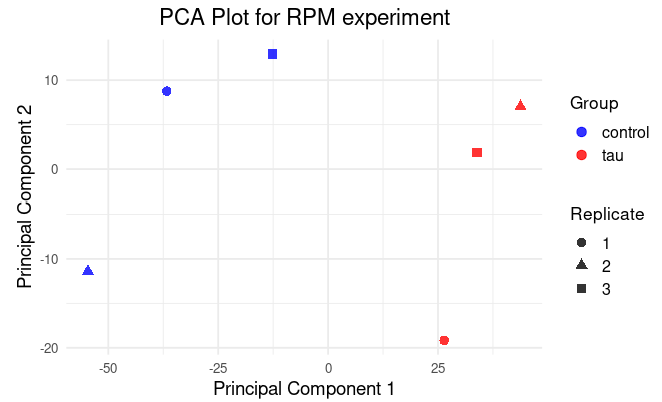 PCA Plot for RPM experiment
10
0
-10
-20
Principal Component 2
-50
-25
0
25
Principal Component 1
Group
control
tau
Replicate
1
2
3